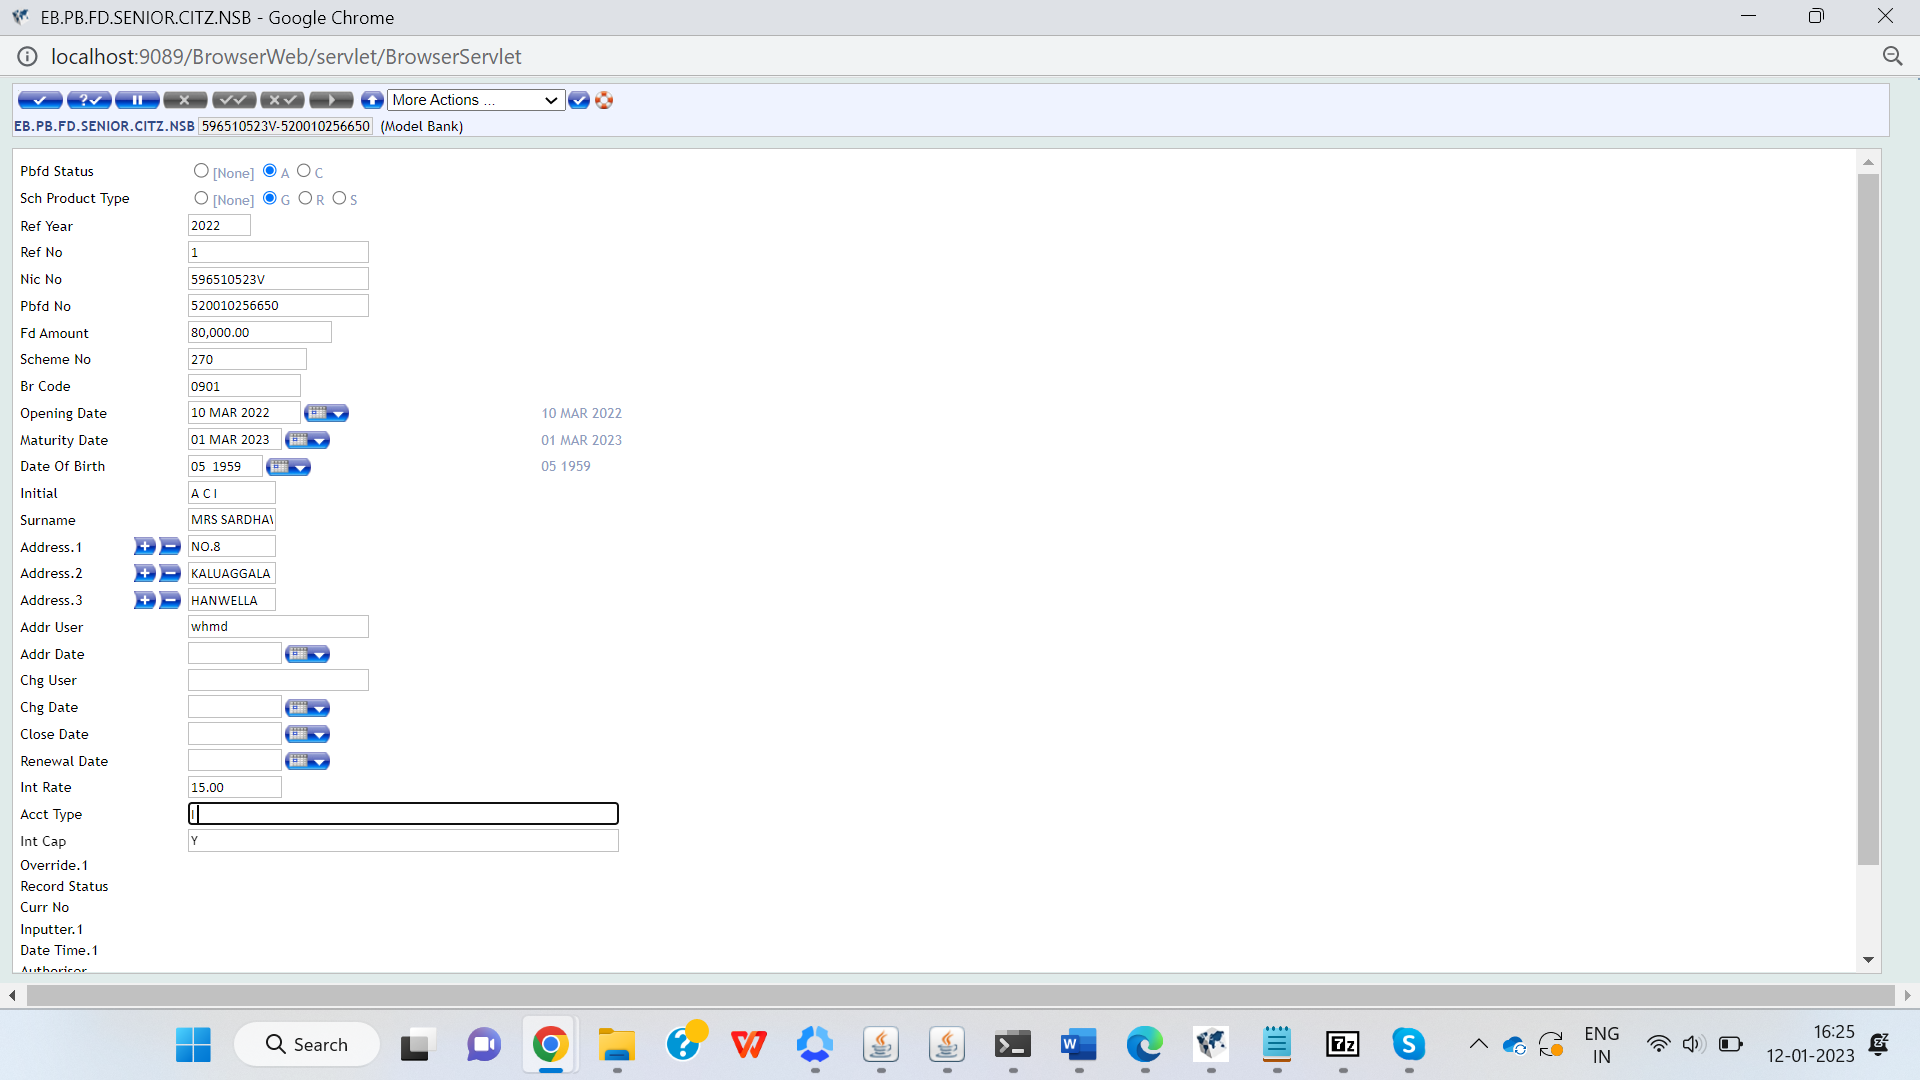 EB.PB.FD.SENIOR.CITZ.NSB - Google Chrome
localhost:9089/BrowserWeb/servlet/BrowserServlet
More Actions ...
EB.PB.FD.SENIOR.CITZ.NSB 596510523V-520010256650 (Model Bank)
Pbfd Status [None] A C
Sch Product Type [None] G R S
Ref Year 2022
Ref No 1
Nic No 596510523V
Pbfd No 520010256650
Fd Amount 80,000.00
Scheme No 270
Br Code 0901
Opening Date 10 MAR 2022 10 MAR 2022
Maturity Date 01 MAR 2023 01 MAR 2023
Date Of Birth 05 1959 05 1959
Initial A C I
Surname MRS
Address.1 NO.8
Address.2 KALUAGGALA
Address.3 HANWELLA
Addr User whmd
Addr Date
Chg User
Chg Date
Close Date
Renewal Date
Int Rate 15.00
Acct Type I
Int Cap Y
Override.1
Record Status
Curr No
Inputter.1
Date Time.1
Authoriser
Search
W
7z
S
ENG
IN
16:25
12-01-2023